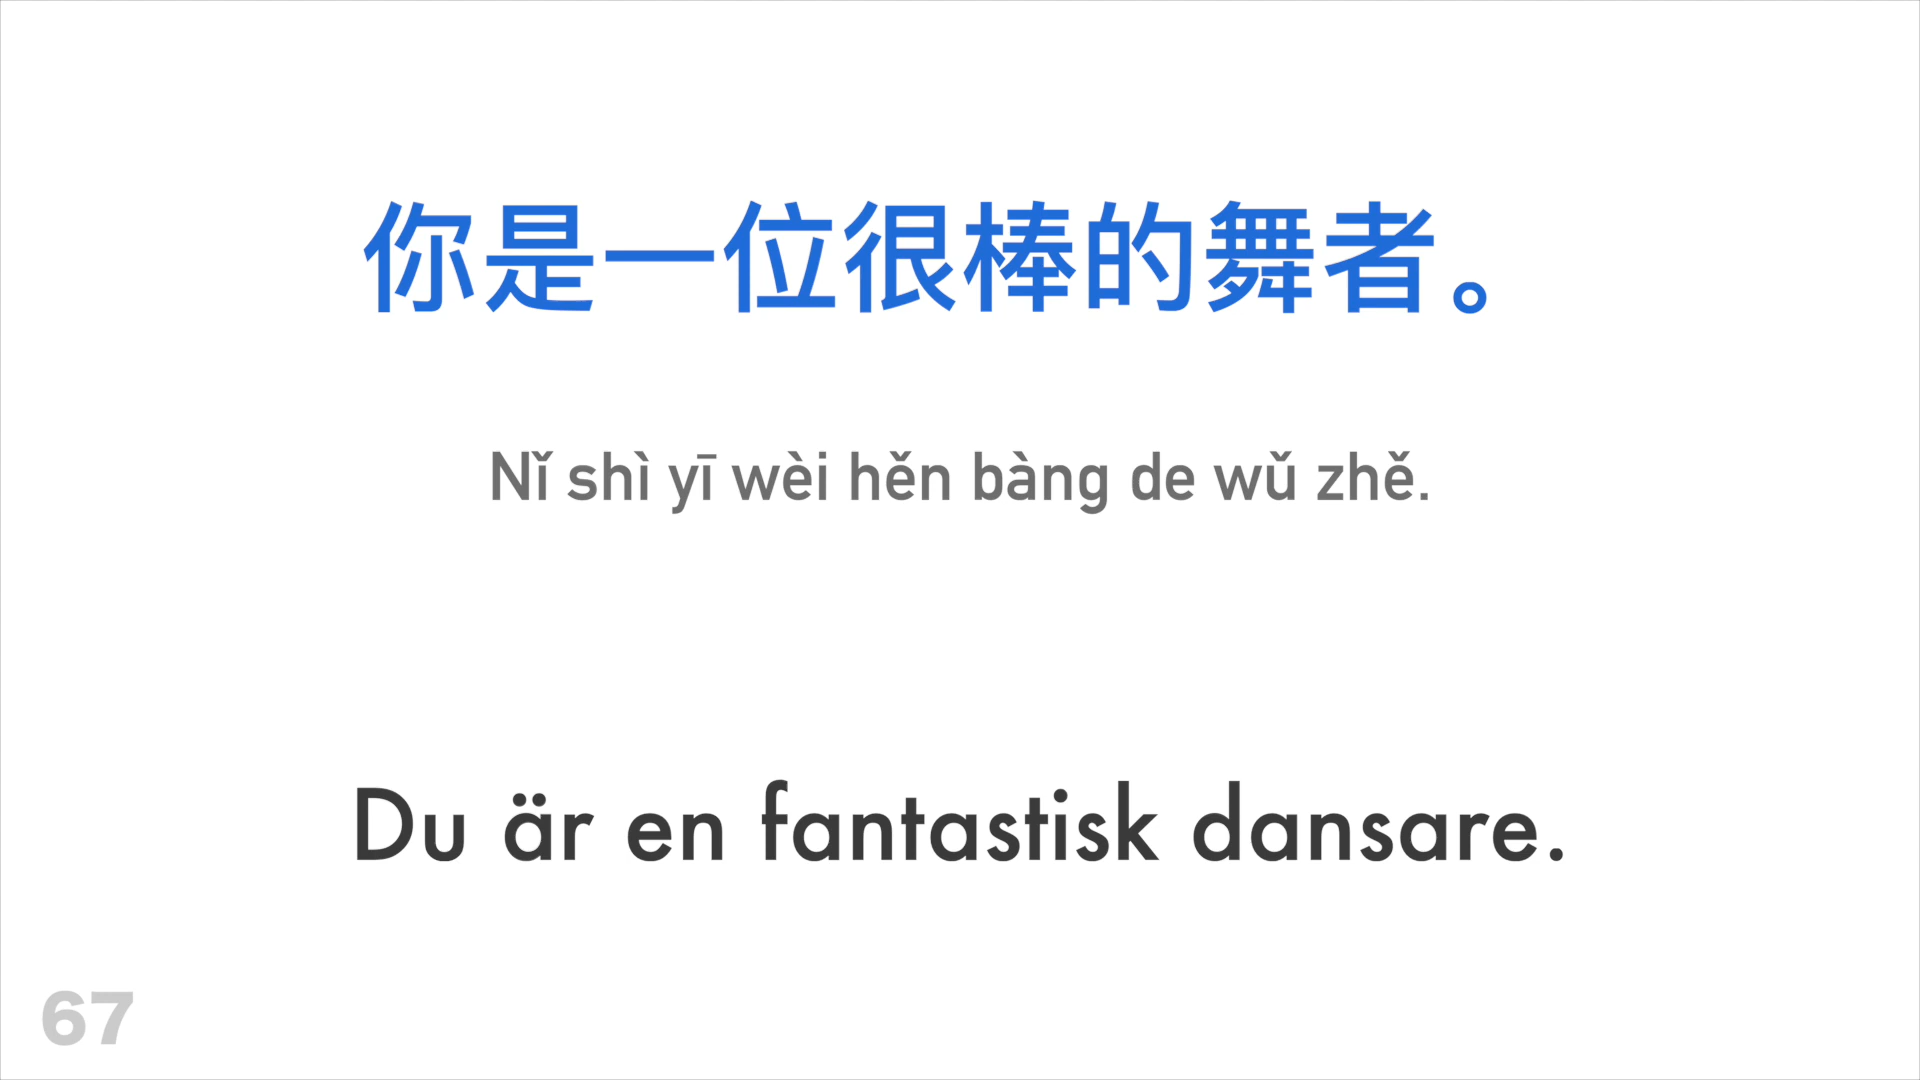 你是一位很棒的舞者。
Nǐ shì yī wèi hěn bàng de wǔ zhě.
Du är en fantastisk dansare.
67